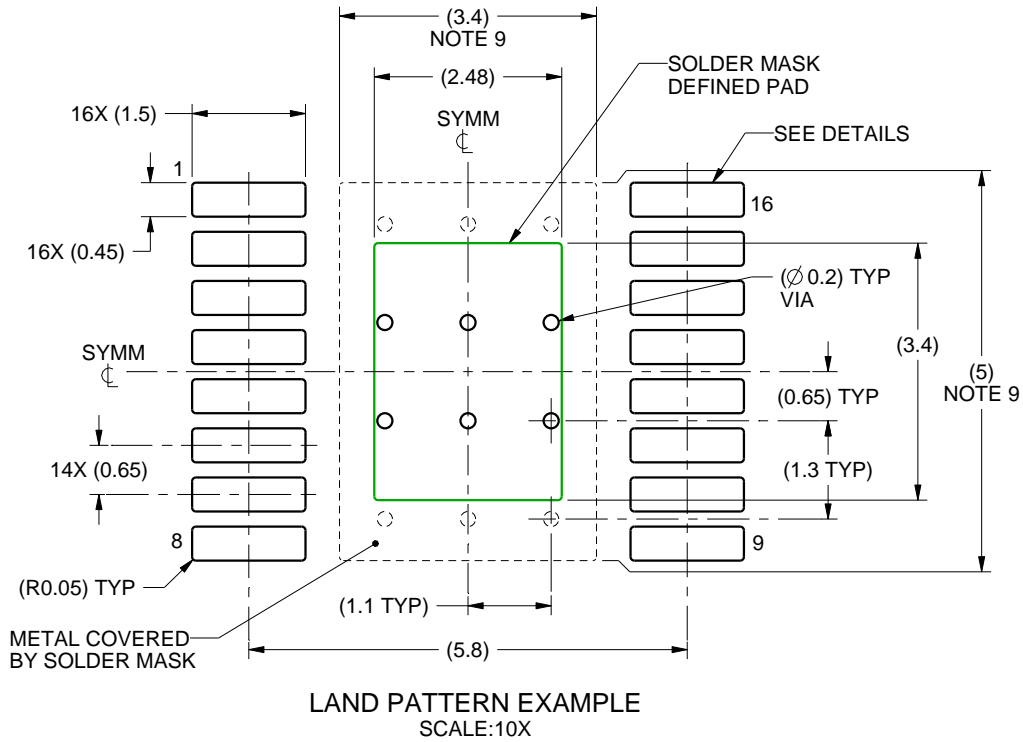 (3.4)
NOTE 9
(2.48)
SOLDER MASK
DEFINED PAD
16X (1.5)
SYMM
℄
SEE DETAILS
1
16
16X (0.45)
(∅ 0.2) TYP
VIA
(3.4)
SYMM
℄
(5)
NOTE 9
(0.65) TYP
14X (0.65)
(1.3 TYP)
8
9
(R0.05) TYP
(1.1 TYP)
METAL COVERED
BY SOLDER MASK
(5.8)
LAND PATTERN EXAMPLE
SCALE:10X